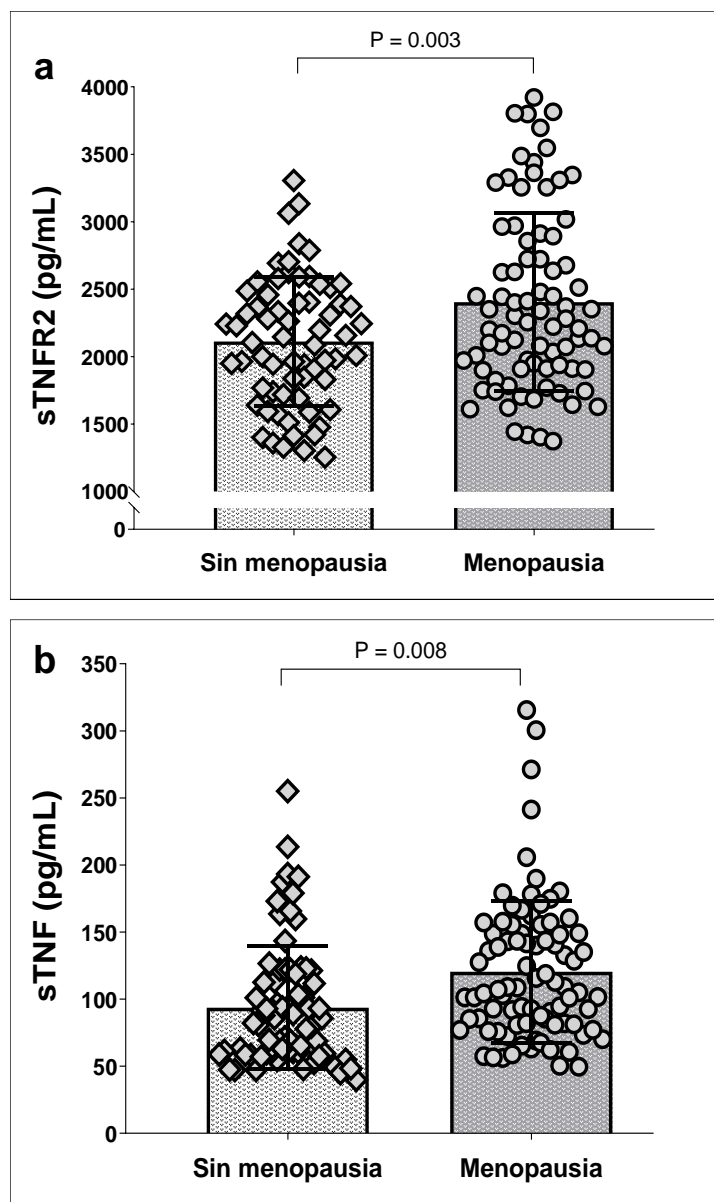 P = 0.003
a
4000
3500
3000
2500
2000
1500
1000
0
sTNFR2 (pg/mL)
Sin menopausia Menopausia
P = 0.008
b
350
300
250
200
150
100
50
0
sTNF (pg/mL)
Sin menopausia Menopausia